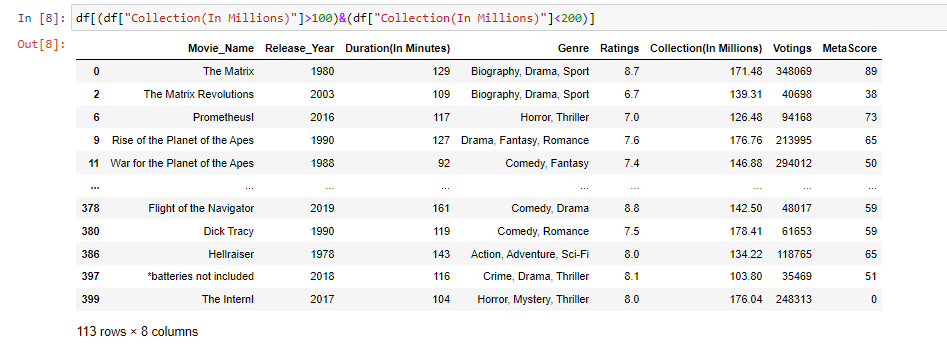 In [8]: df[(df["Collection(In Millions)"]>100)&(df["Collection(In Millions)"]<200)]
Out[8]:
Movie_Name Release_Year Duration(In Minutes) Genre Ratings Collection(In Millions) Votings MetaScore
0 The Matrix 1980 129 Biography, Drama, Sport 8.7 171.48 348069 89
2 The Matrix Revolutions 2003 109 Biography, Drama, Sport 6.7 139.31 40698 38
6 PrometheusI 2016 117 Horror, Thriller 7.0 126.48 94168 73
9 Rise of the Planet of the Apes 1990 127 Drama, Fantasy, Romance 7.6 176.76 213995 65
11 War for the Planet of the Apes 1988 92 Comedy, Fantasy 7.4 146.88 294012 50
... ... ... ... ... ... ... ... ...
378 Flight of the Navigator 2019 161 Comedy, Drama 8.8 142.50 48017 59
380 Dick Tracy 1990 119 Comedy, Romance 7.5 178.41 61653 59
386 Hellraiser 1978 143 Action, Adventure, Sci-Fi 8.0 134.22 118765 65
397 *batteries not included 2018 116 Crime, Drama, Thriller 8.1 103.80 35469 51
399 The InternI 2017 104 Horror, Mystery, Thriller 8.0 176.04 248313 0
113 rows × 8 columns